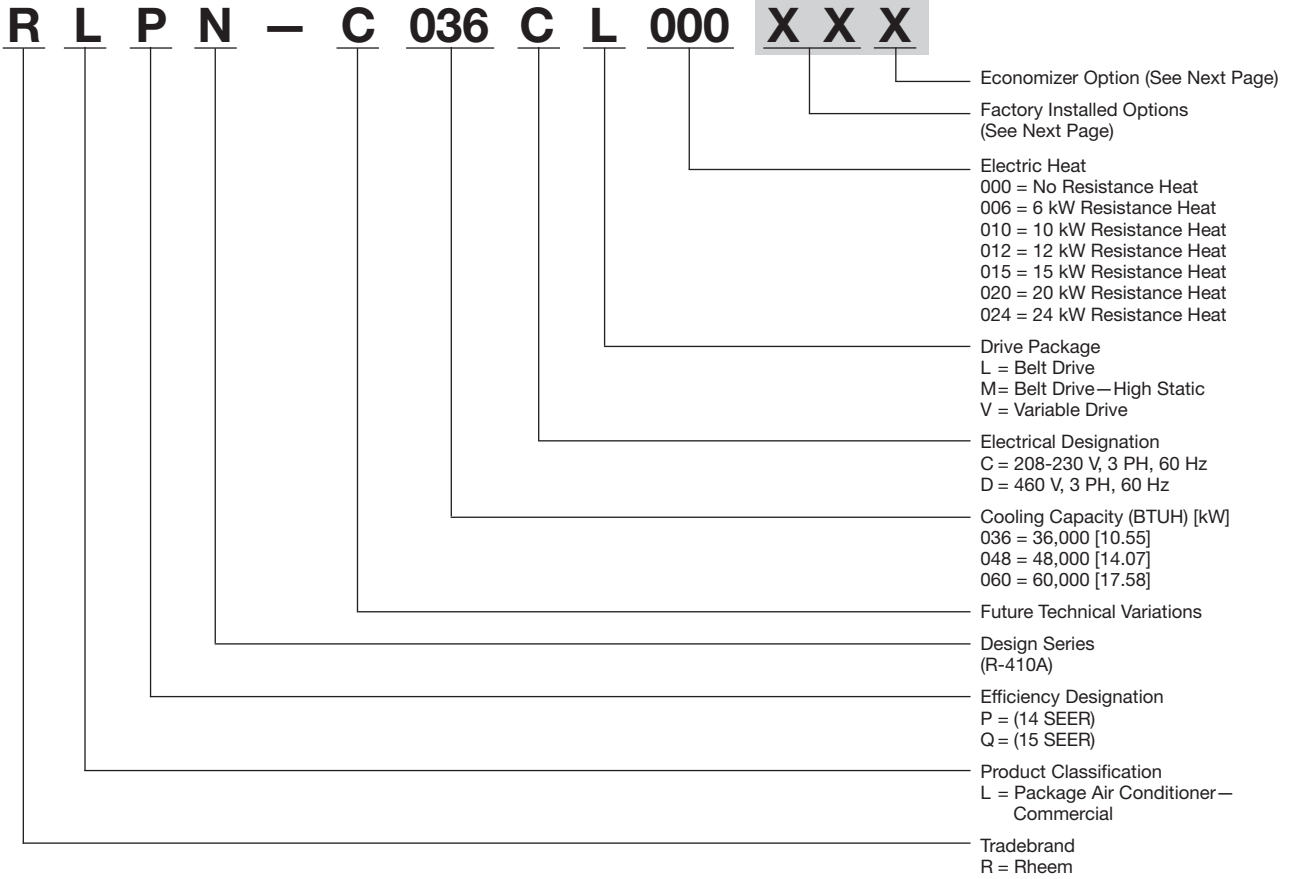 R L P N — C 036 C L 000 X X X
Economizer Option (See Next Page)
Factory Installed Options
(See Next Page)
Electric Heat
000 = No Resistance Heat
006 = 6 kW Resistance Heat
010 = 10 kW Resistance Heat
012 = 12 kW Resistance Heat
015 = 15 kW Resistance Heat
020 = 20 kW Resistance Heat
024 = 24 kW Resistance Heat
Drive Package
L = Belt Drive
M= Belt Drive—High Static
V = Variable Drive
Electrical Designation
C = 208-230 V, 3 PH, 60 Hz
D = 460 V, 3 PH, 60 Hz
Cooling Capacity (BTUH) [kW]
036 = 36,000 [10.55]
048 = 48,000 [14.07]
060 = 60,000 [17.58]
Future Technical Variations
Design Series
(R-410A)
Efficiency Designation
P = (14 SEER)
Q = (15 SEER)
Product Classification
L = Package Air Conditioner—
Commercial
Tradebrand
R = Rheem